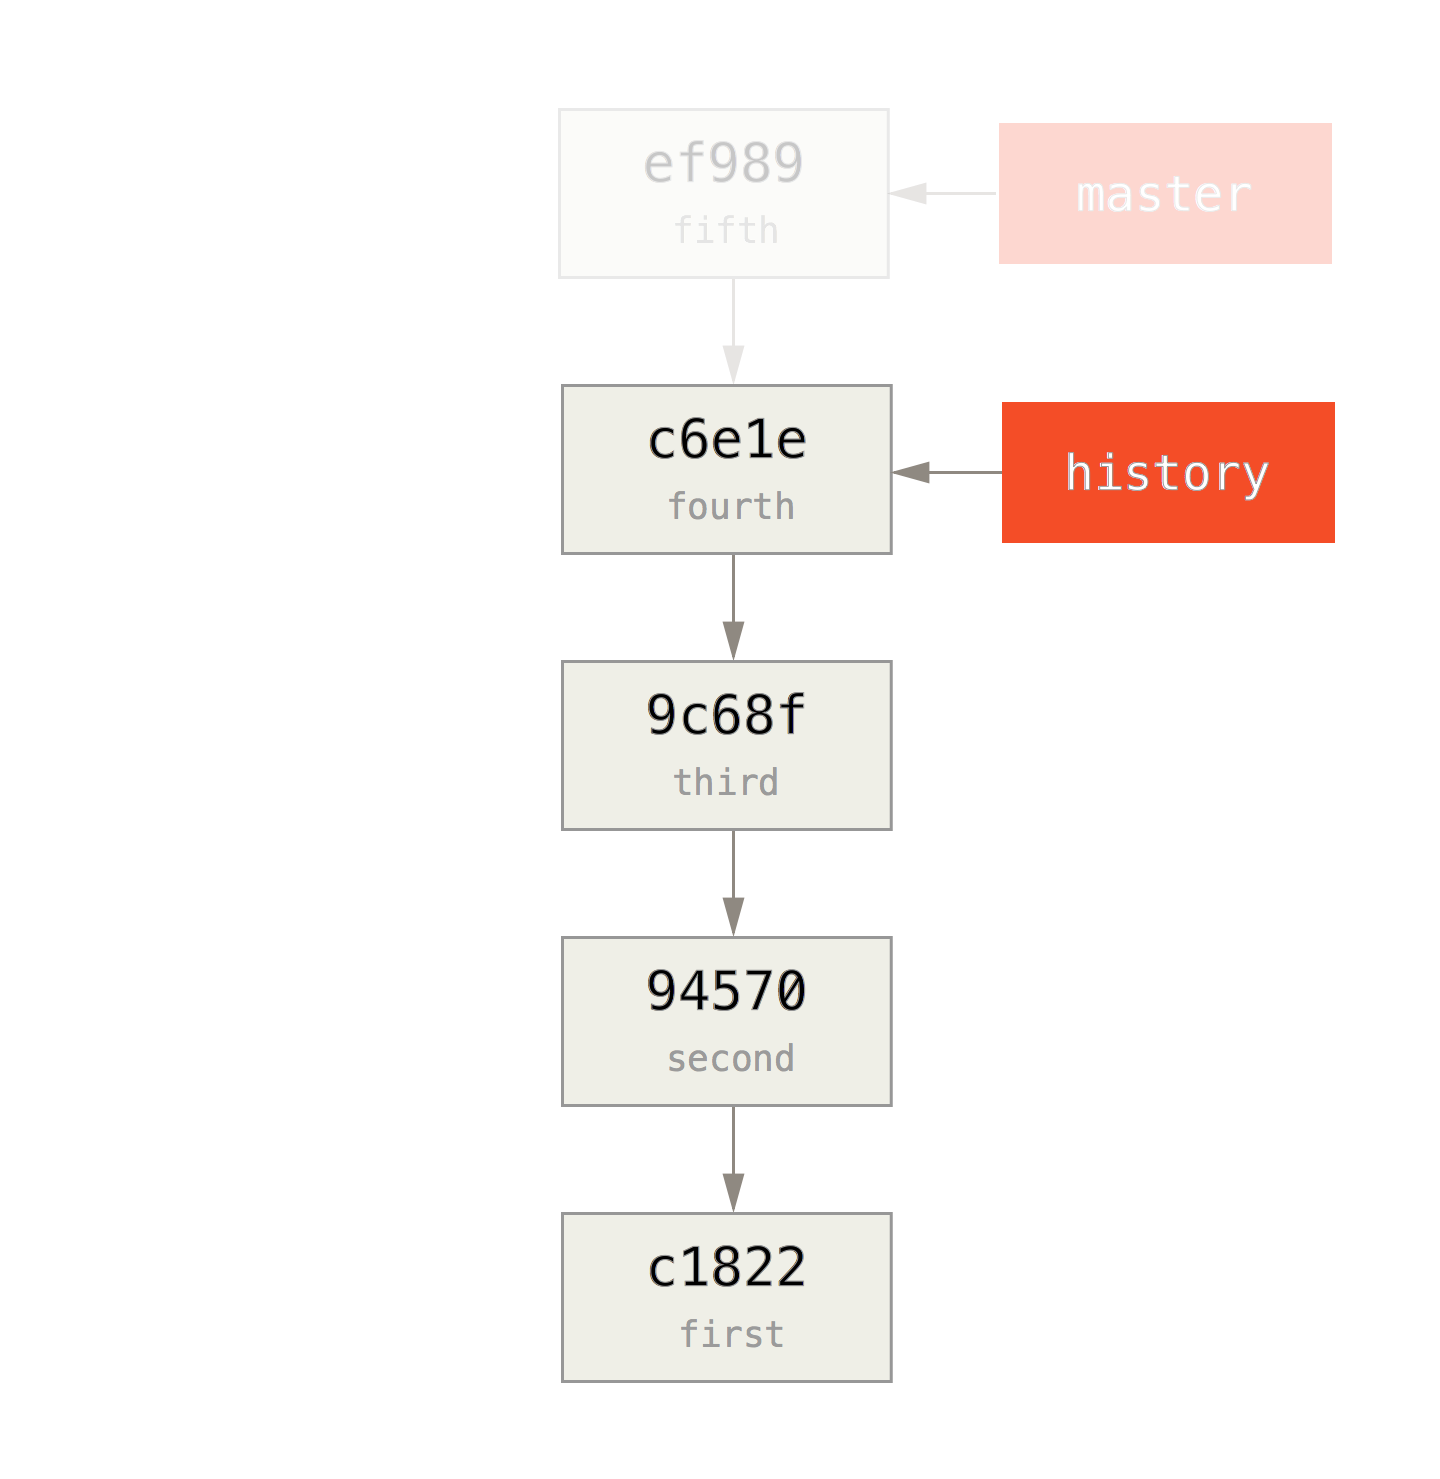 ef989
fifth
master
c6e1e
fourth
history
9c68f
third
94570
second
c1822
first